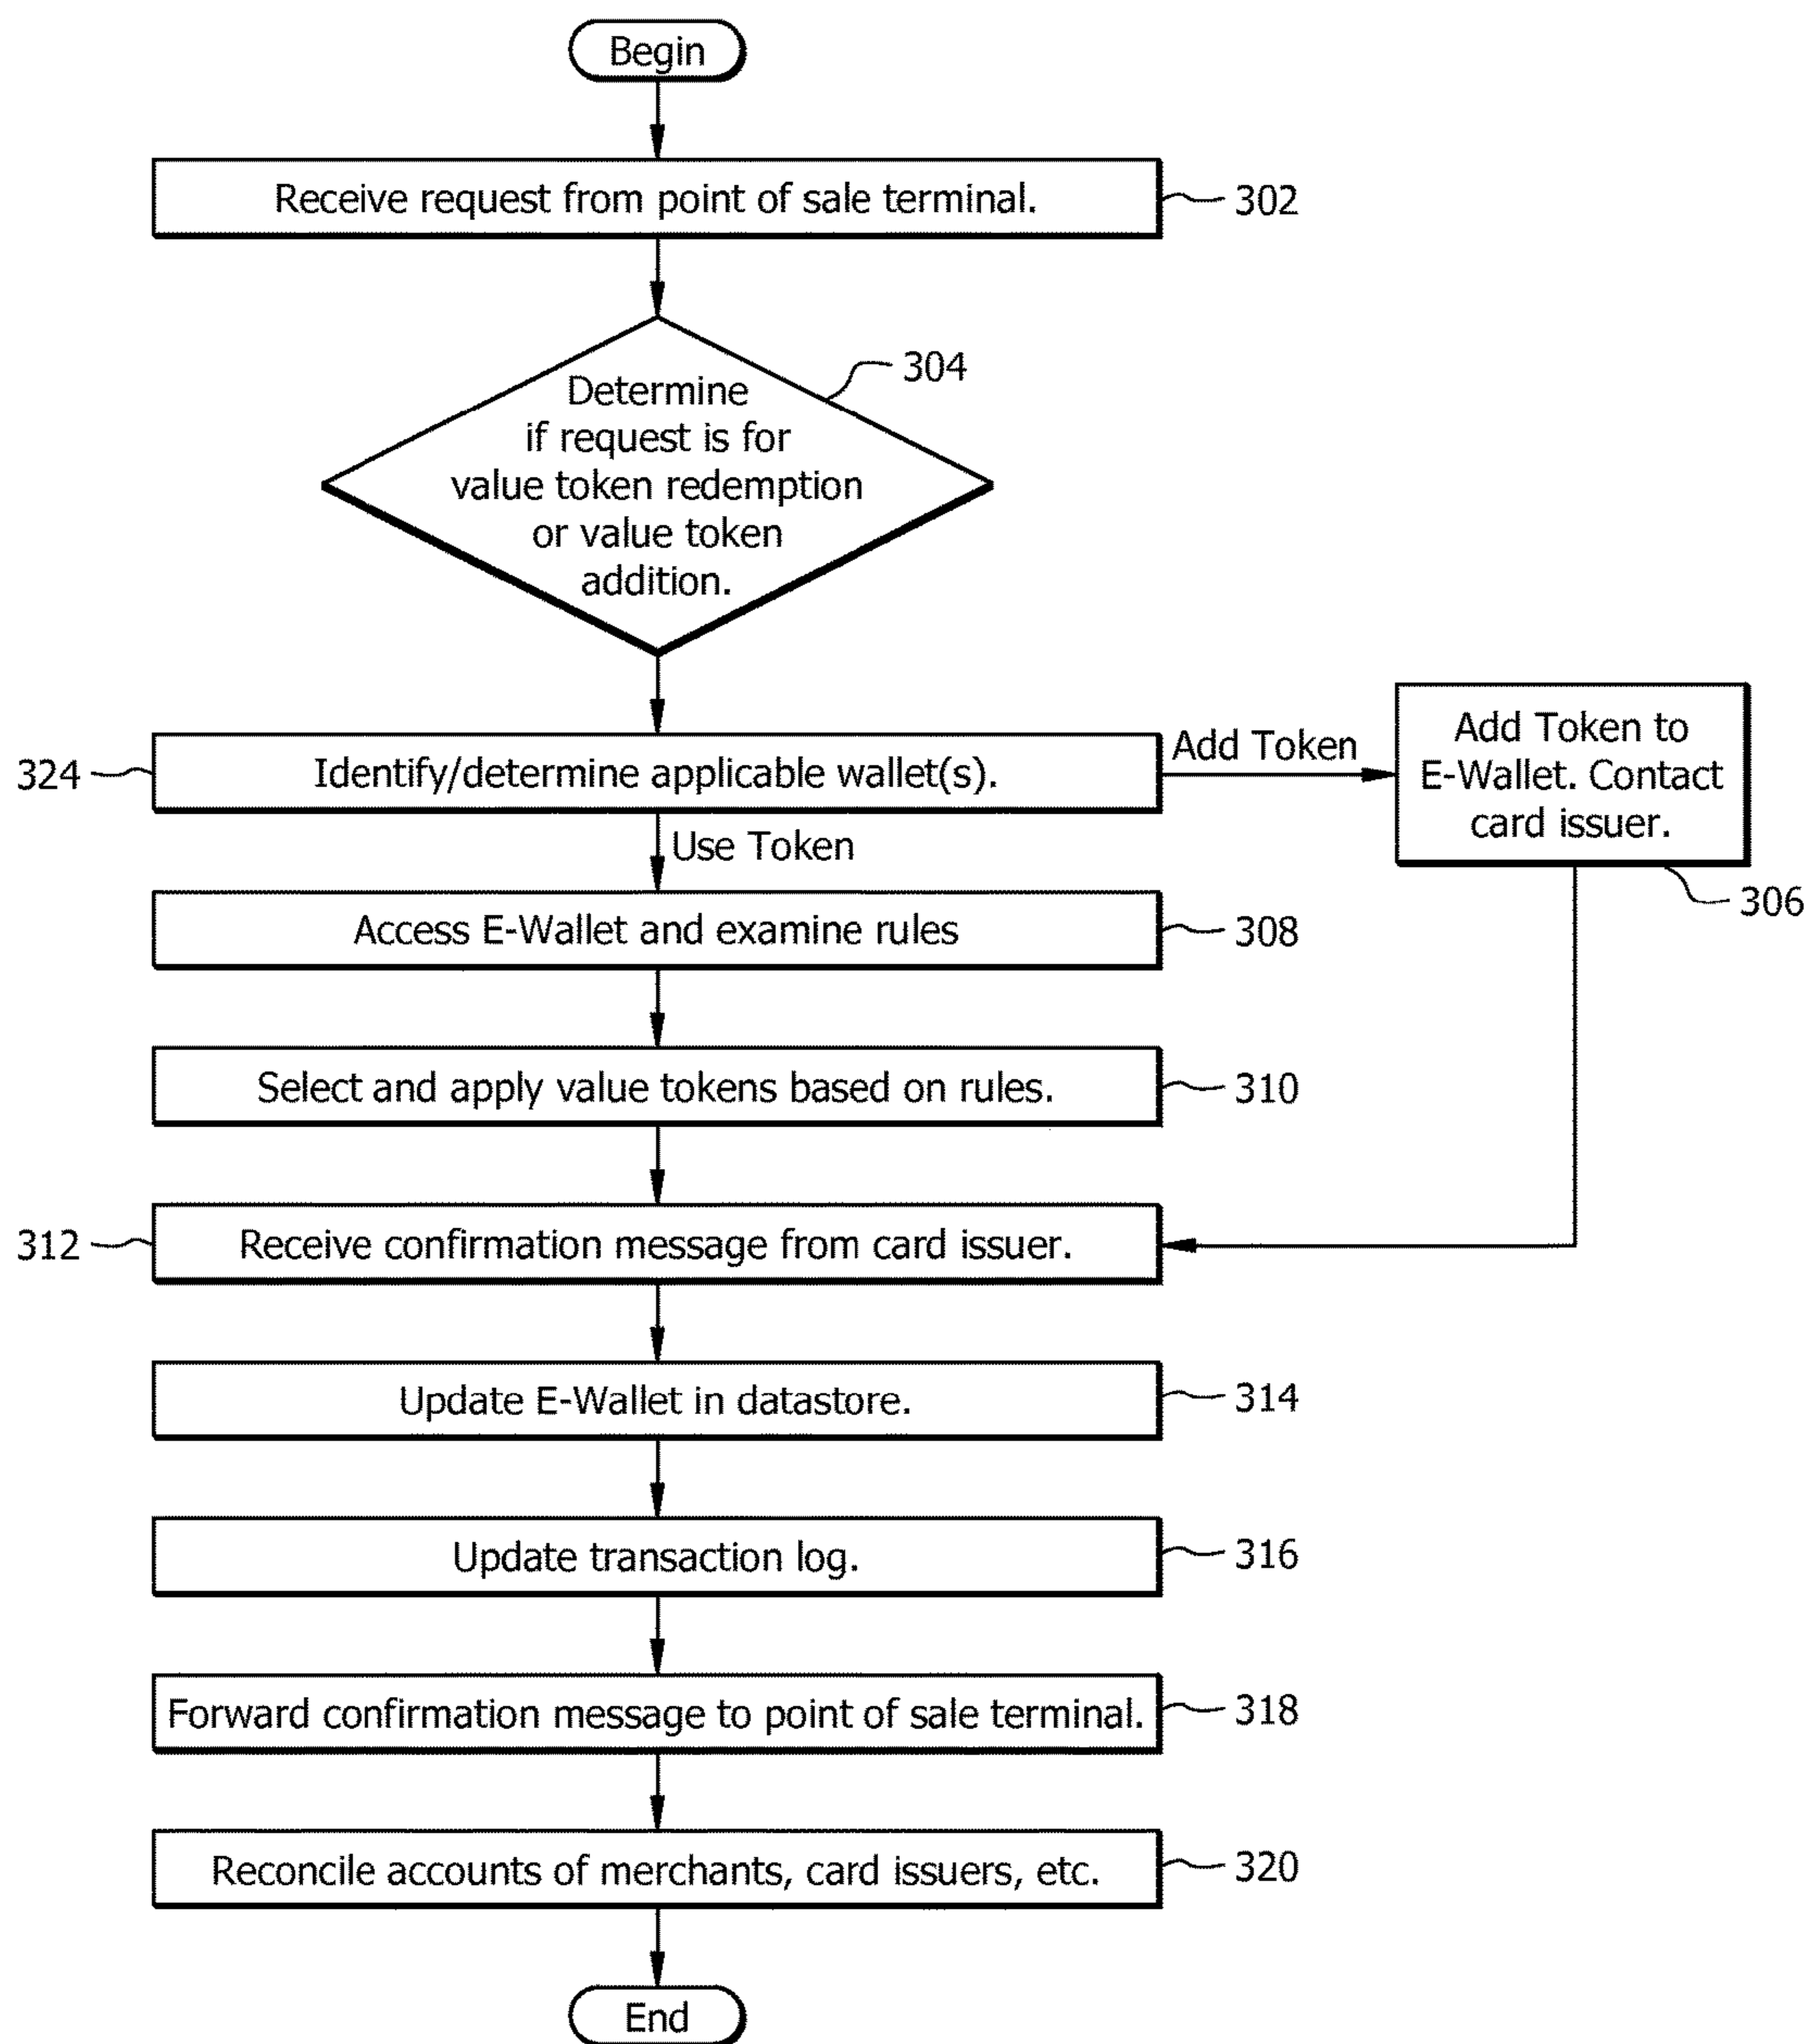 Begin
Receive request from point of sale terminal.
302
304
Determine
if request is for
value token redemption
or value token
addition.
324
Identify/determine applicable wallet(s).
Add Token
Add Token to
E-Wallet. Contact
card issuer.
306
Use Token
Access E-Wallet and examine rules
308
Select and apply value tokens based on rules.
310
312
Receive confirmation message from card issuer.
Update E-Wallet in datastore.
314
Update transaction log.
316
Forward confirmation message to point of sale terminal.
318
Reconcile accounts of merchants, card issuers, etc.
320
End